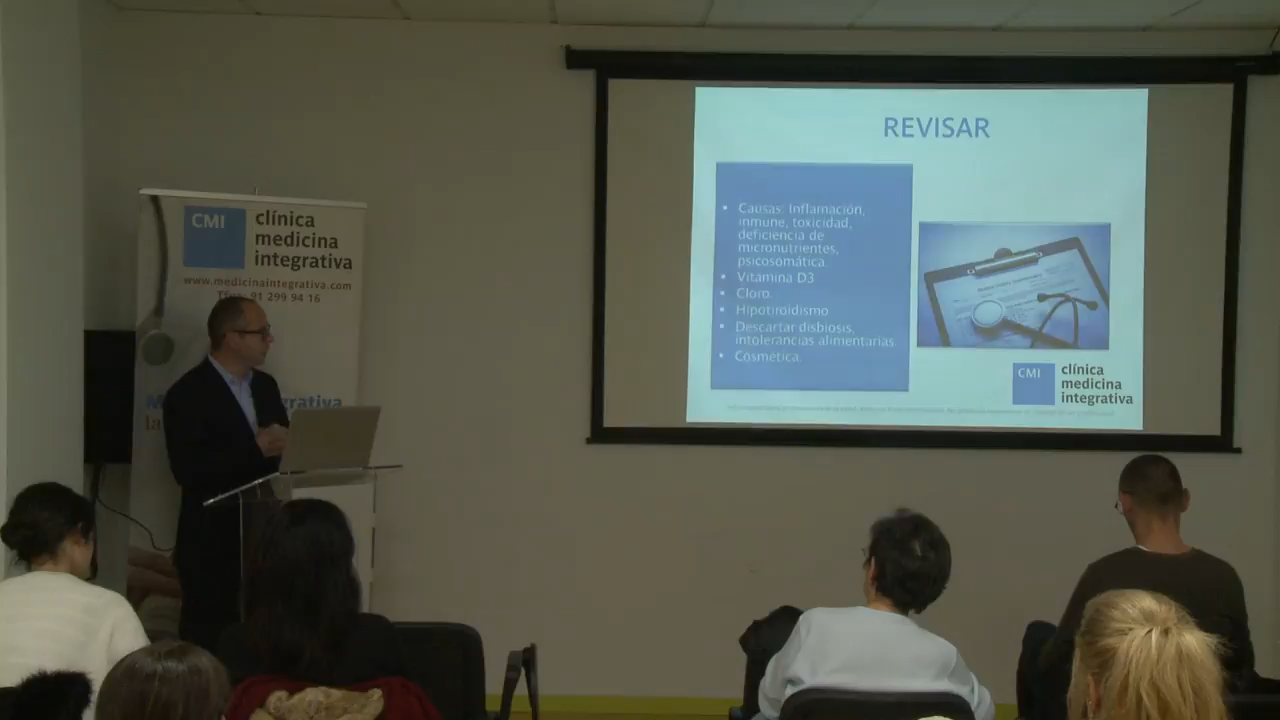 CMI
clínica
medicina
integrativa
www.medicinaintegrativa.com
91 299 94 16
grativa
REVISAR
• Causas: Inflamación,
inmune, toxicidad,
deficiencia de
micronutrientes,
psicosomática.
• Vitamina D3
• Cloro.
• Hipotiroidismo
• Descartar disbiosis,
intolerancias alimentarias
• Cosmética.
CMI
clínica
medicina
integrativa